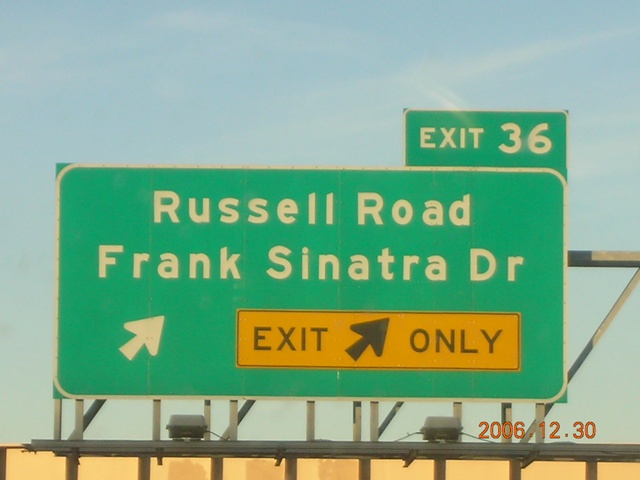 EXIT 36
Russell Road
Frank Sinatra Dr
EXIT ONLY
2006.12.30